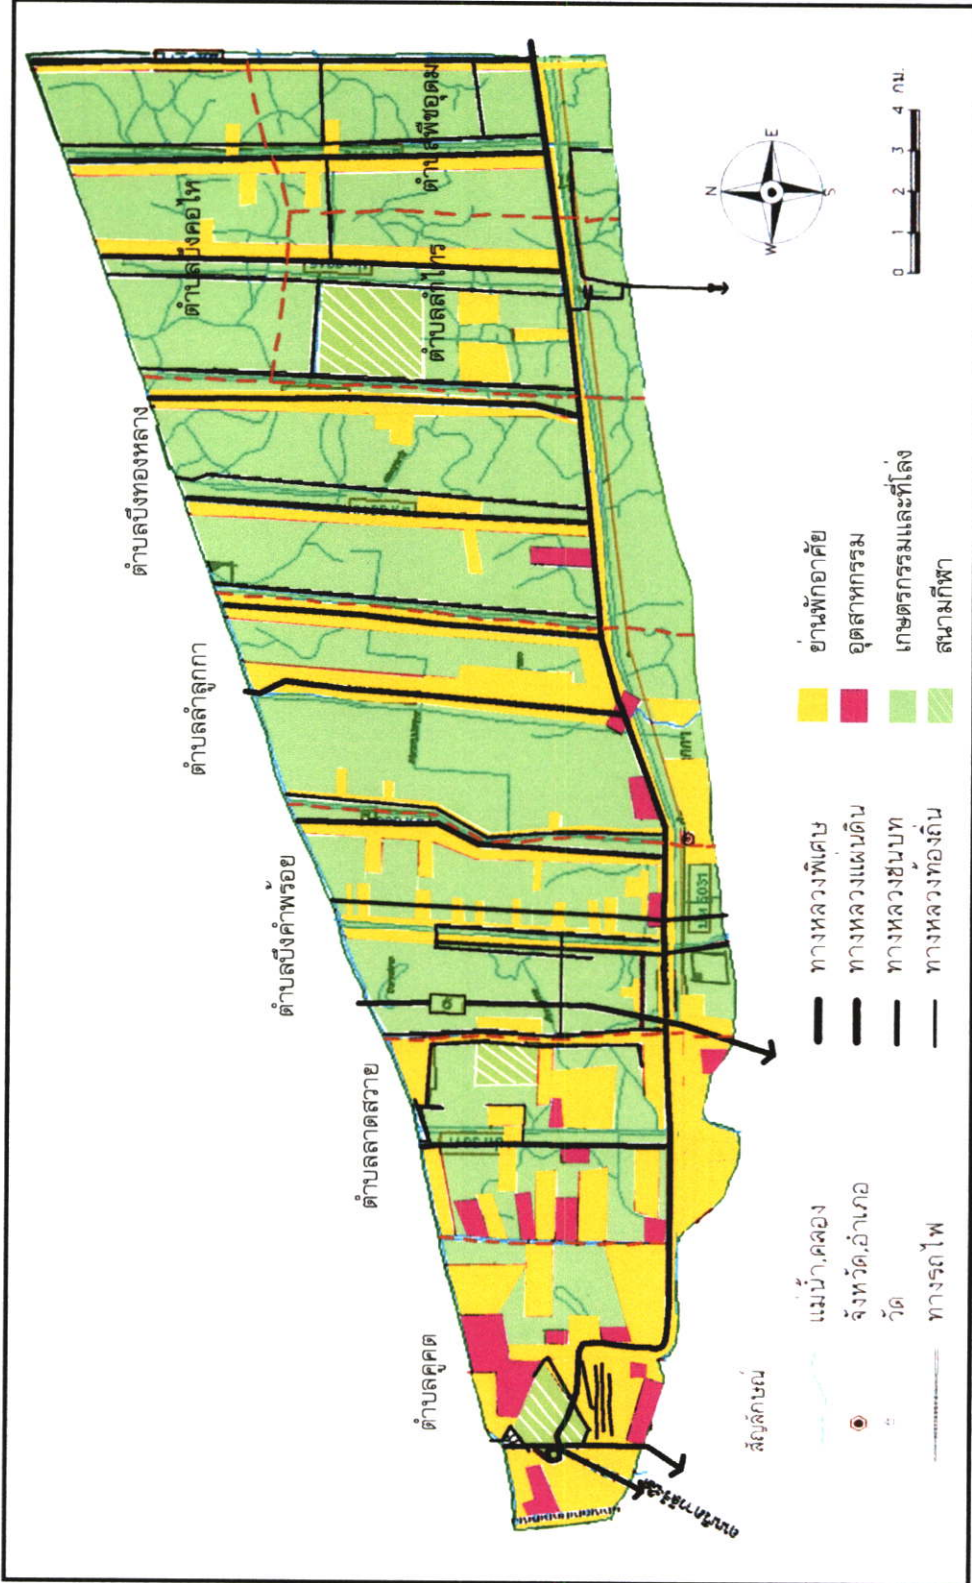 ตำบลคูคต
ตำบลลาดสวาย
ตำบลบึงคำพร้อย
ตำบลลำลูกกา
ตำบลบึงทองหลาง
ตำบลบึงคอไห
ตำบลลำไทร
ตำบลพืชอุดม
N
E
S
W
0 1 2 3 4 กม.
สัญลักษณ์
แม่น้ำ,คลอง
จังหวัด,อำเภอ
วัด
ทางรถไฟ
ทางหลวงพิเศษ
ทางหลวงแผ่นดิน
ทางหลวงชนบท
ทางหลวงท้องถิ่น
ย่านพักอาศัย
อุตสาหกรรม
เกษตรกรรมและที่โล่ง
สนามกีฬา